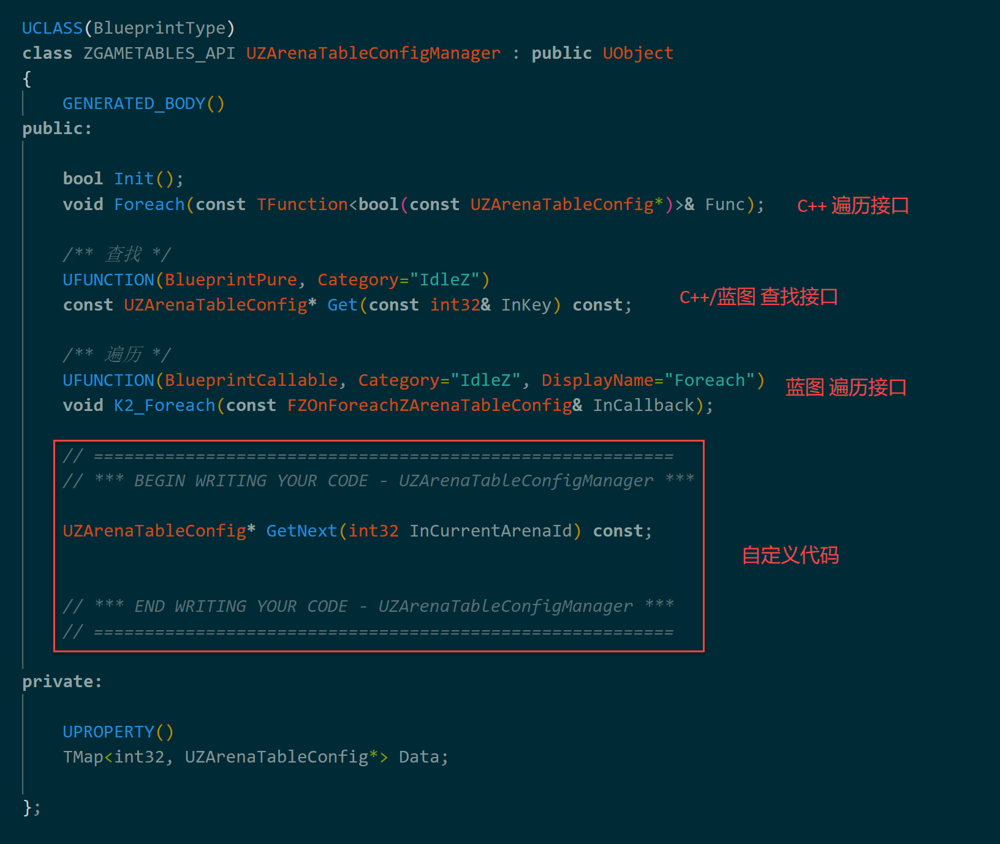 UCLASS(BlueprintType)
class ZGAMETABLES_API UZArenaTableConfigManager : public UObject
{
GENERATED_BODY()
public:
bool Init();
void Foreach(const TFunction<bool(const UZArenaTableConfig*)>& Func); C++ 遍历接口
/** 查找 */
UFUNCTION(BlueprintPure, Category="IdleZ")
const UZArenaTableConfig* Get(const int32& InKey) const; C++/蓝图 查找接口
/** 遍历 */
UFUNCTION(BlueprintCallable, Category="IdleZ", DisplayName="Foreach") 蓝图 遍历接口
void K2_Foreach(const FZOnForeachZArenaTableConfig& InCallback);
// =========================================================
// *** BEGIN WRITING YOUR CODE - UZArenaTableConfigManager ***
UZArenaTableConfig* GetNext(int32 InCurrentArenaId) const;
自定义代码
// *** END WRITING YOUR CODE - UZArenaTableConfigManager ***
// =========================================================
private:
UPROPERTY()
TMap<int32, UZArenaTableConfig*> Data;
};